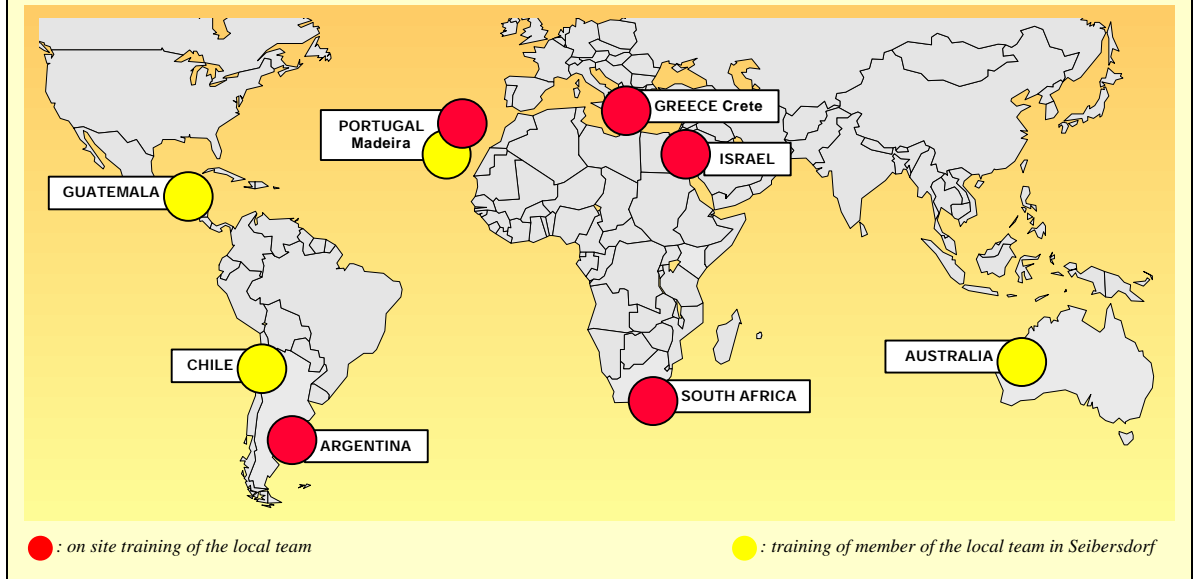 GREECE Crete
PORTUGAL
Madeira
ISRAEL
GUATEMALA
CHILE
AUSTRALIA
SOUTH AFRICA
ARGENTINA
: on site training of the local team
: training of member of the local team in Seibersdorf